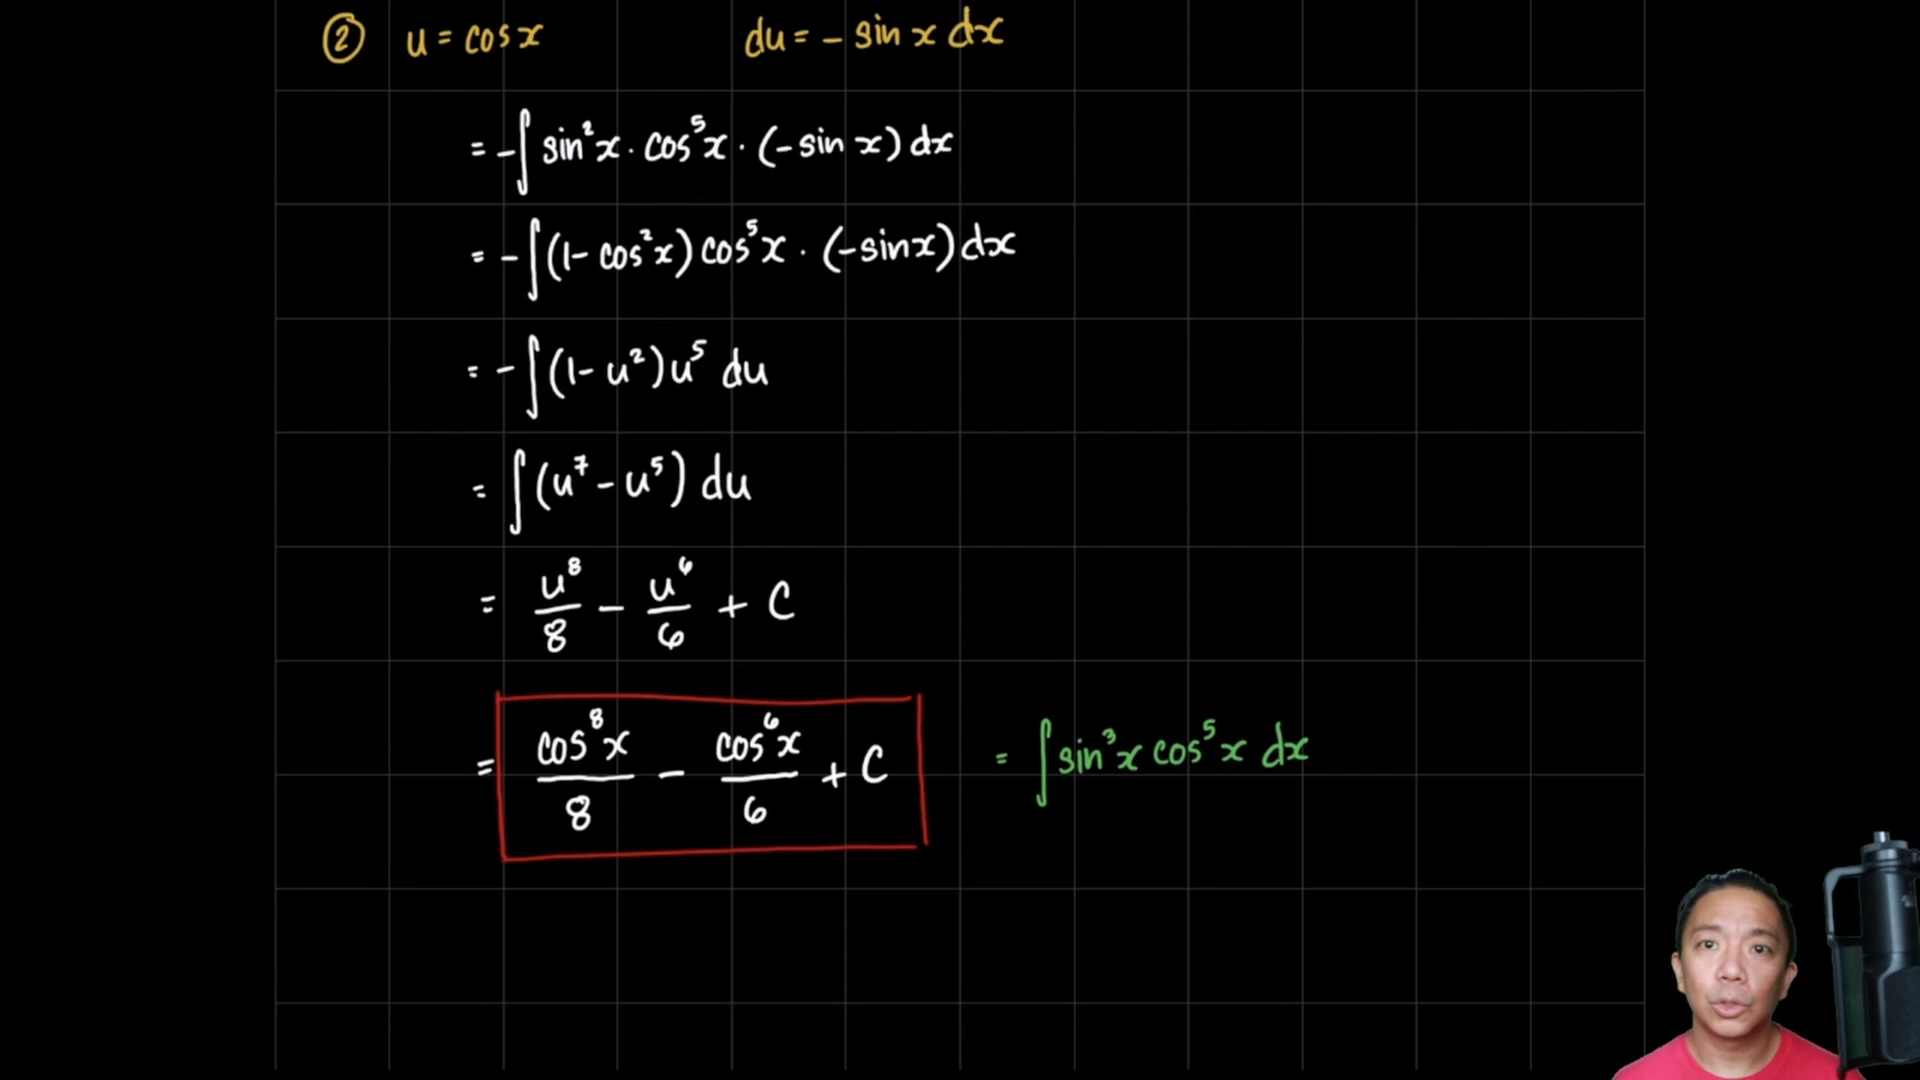 ② u = cos x du = - sin x dx
= -∫ sin²x · cos⁵x · (-sin x) dx
= -∫ (1 - cos²x) cos⁵x · (-sin x) dx
= -∫ (1 - u²) u⁵ du
= ∫ (u⁷ - u⁵) du
= u⁸/8 - u⁶/6 + C
= cos⁸x/8 - cos⁶x/6 + C = ∫ sin³x cos⁵x dx